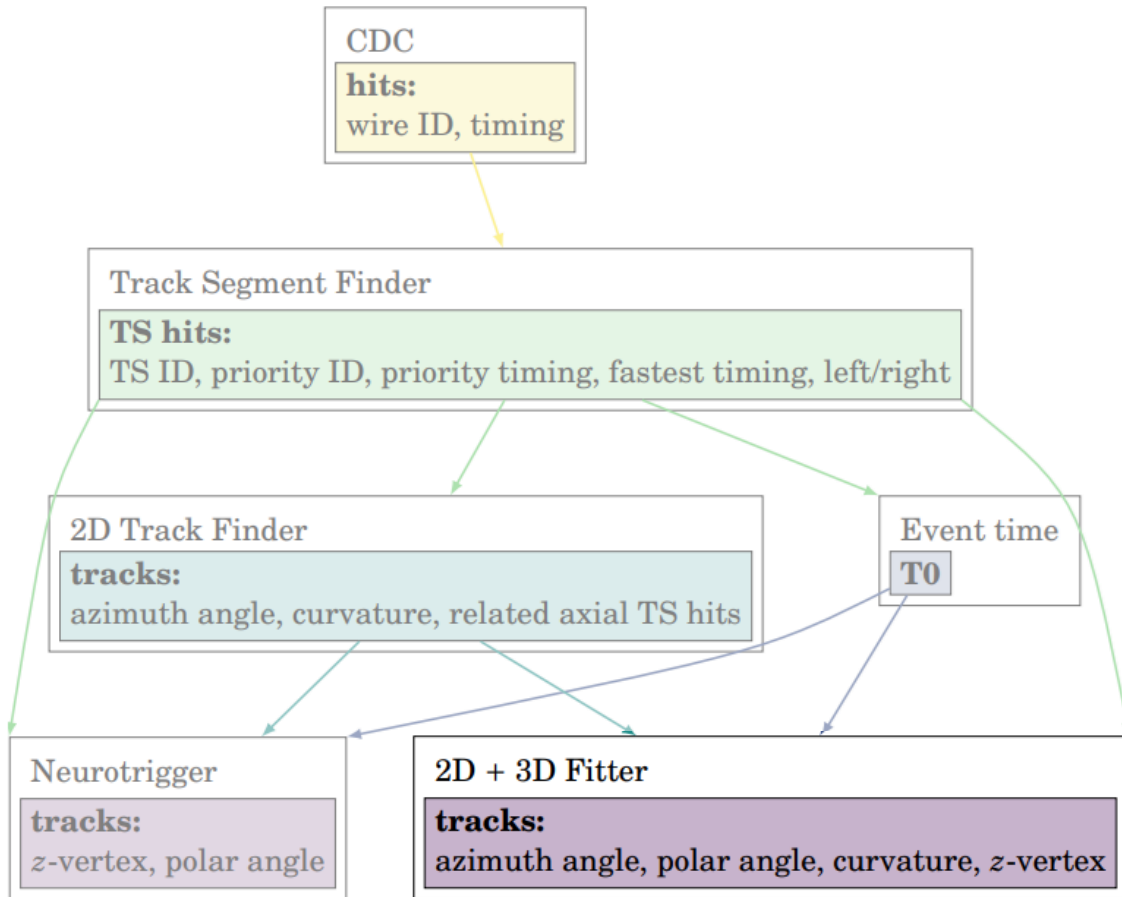 CDC
hits:
wire ID, timing
Track Segment Finder
TS hits:
TS ID, priority ID, priority timing, fastest timing, left/right
2D Track Finder
tracks:
azimuth angle, curvature, related axial TS hits
Event time
T0
Neurotrigger
tracks:
z-vertex, polar angle
2D + 3D Fitter
tracks:
azimuth angle, polar angle, curvature, z-vertex